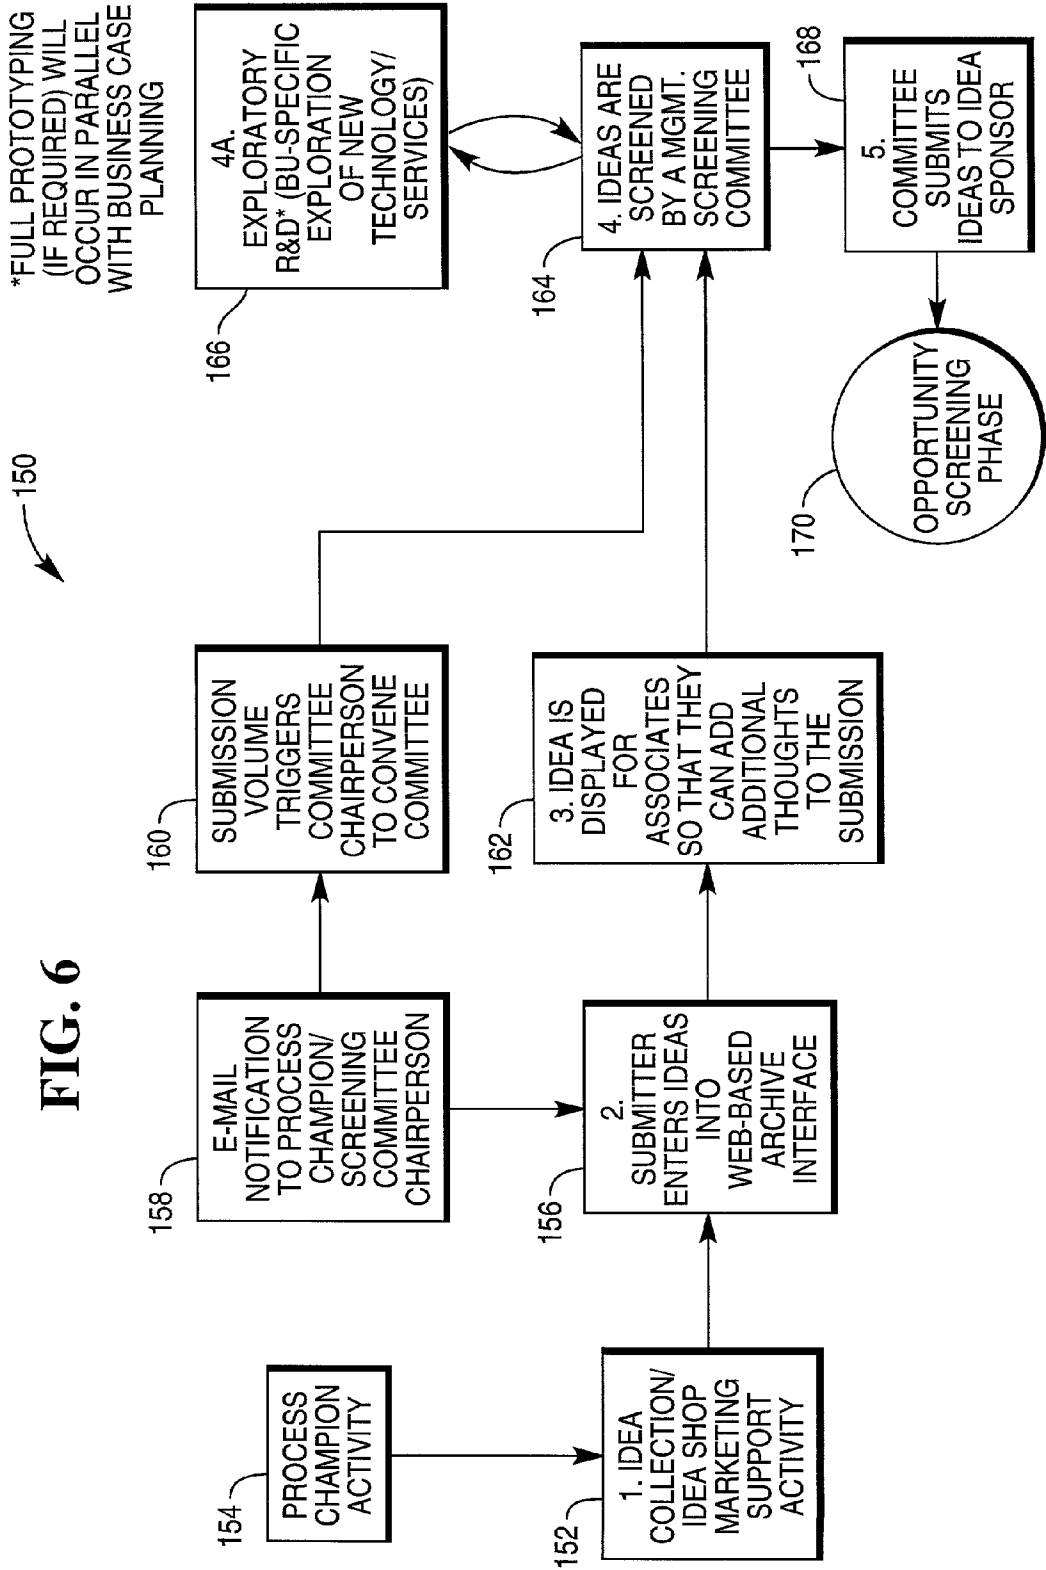 FIG. 6
150
*FULL PROTOTYPING
(IF REQUIRED) WILL
OCCUR IN PARALLEL
WITH BUSINESS CASE
PLANNING
154
PROCESS
CHAMPION
ACTIVITY
158
E-MAIL
NOTIFICATION
TO PROCESS
CHAMPION/
SCREENING
COMMITTEE
CHAIRPERSON
160
SUBMISSION
VOLUME
TRIGGERS
COMMITTEE
CHAIRPERSON
TO CONVENE
COMMITTEE
166
4A.
EXPLORATORY
R&D* (BU-SPECIFIC
EXPLORATION
OF NEW
TECHNOLOGY/
SERVICES)
152
1. IDEA
COLLECTION/
IDEA SHOP
MARKETING
SUPPORT
ACTIVITY
156
2.
SUBMITTER
ENTERS IDEAS
INTO
WEB-BASED
ARCHIVE
INTERFACE
162
3. IDEA IS
DISPLAYED
FOR
ASSOCIATES
SO THAT THEY
CAN ADD
ADDITIONAL
THOUGHTS
TO THE
SUBMISSION
164
4. IDEAS ARE
SCREENED
BY A MGMT.
SCREENING
COMMITTEE
168
5.
COMMITTEE
SUBMITS
IDEAS TO IDEA
SPONSOR
170
OPPORTUNITY
SCREENING
PHASE